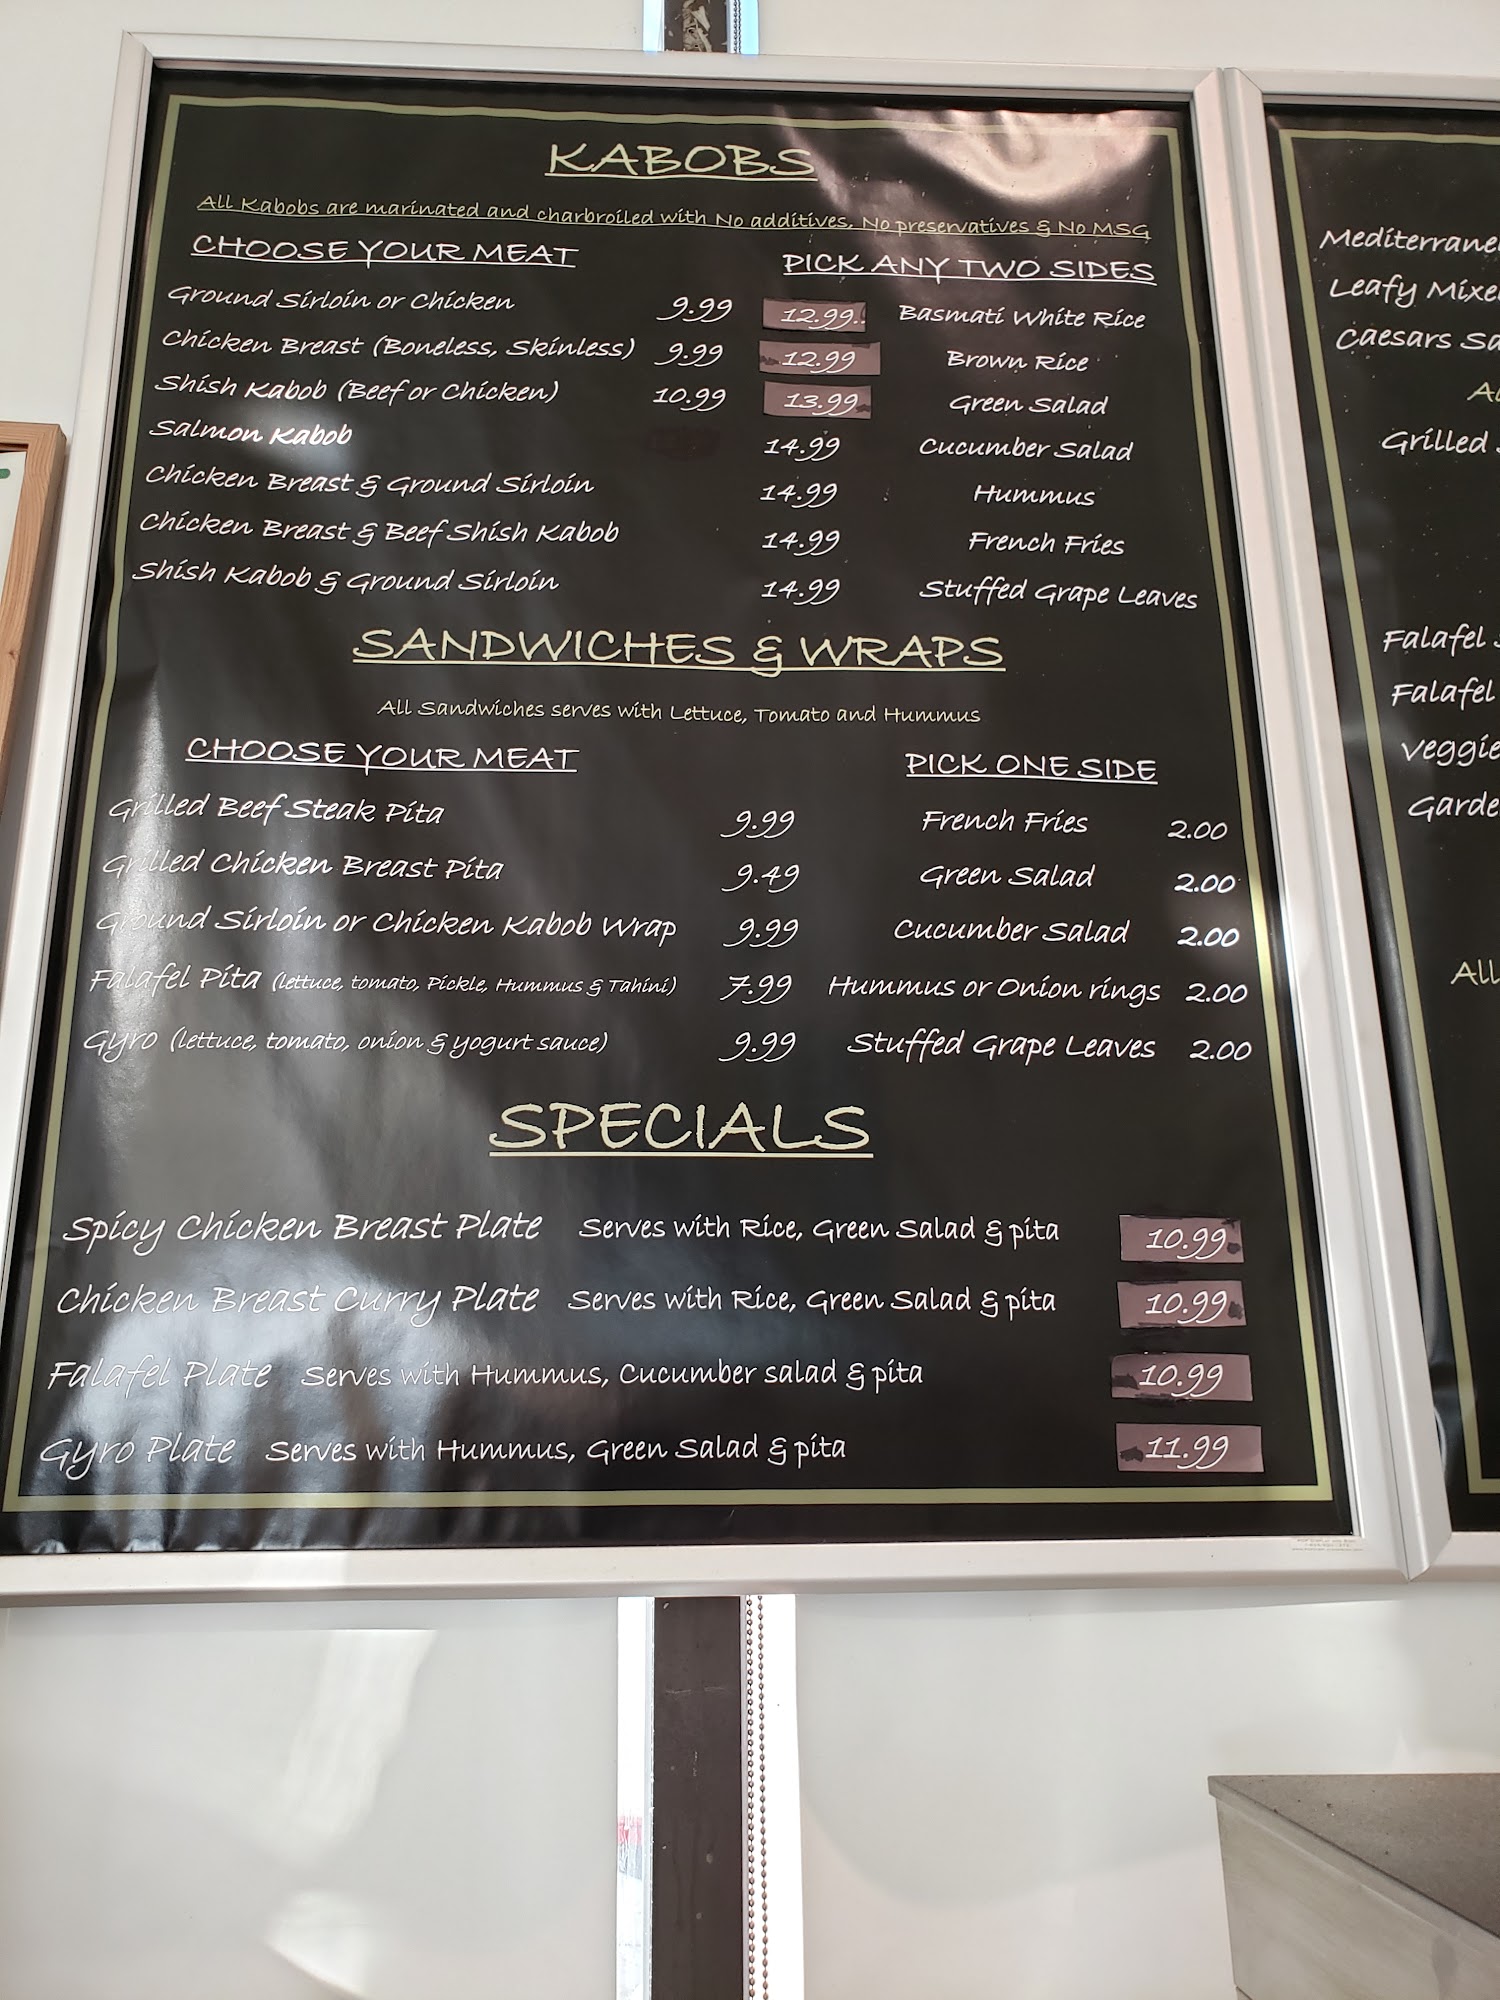 KABOBS
All Kabobs are marinated and charbroiled with No additives, No preservatives & No MSG
CHOOSE YOUR MEAT PICK ANY TWO SIDES
Ground Sirloin or Chicken 9.99 12.99 Basmati White Rice
Chicken Breast (Boneless, Skinless) 9.99 12.99 Brown Rice
Shish Kabob (Beef or Chicken) 10.99 13.99 Green Salad
Salmon Kabob 14.99 Cucumber Salad
Chicken Breast & Ground Sirloin 14.99 Hummus
Chicken Breast & Beef Shish Kabob 14.99 French Fries
Shish Kabob & Ground Sirloin 14.99 Stuffed Grape Leaves
SANDWICHES & WRAPS
All Sandwiches serves with Lettuce, Tomato and Hummus
CHOOSE YOUR MEAT PICK ONE SIDE
Grilled Beef Steak Pita 9.99 French Fries 2.00
Grilled Chicken Breast Pita 9.49 Green Salad 2.00
Ground Sirloin or Chicken Kabob Wrap 9.99 Cucumber Salad 2.00
Falafel Pita (lettuce, tomato, Pickle, Hummus & Tahini) 7.99 Hummus or Onion rings 2.00
Gyro (lettuce, tomato, onion & yogurt sauce) 9.99 Stuffed Grape Leaves 2.00
SPECIALS
Spicy Chicken Breast Plate Serves with Rice, Green Salad & pita 10.99
Chicken Breast Curry Plate Serves with Rice, Green Salad & pita 10.99
Falafel Plate Serves with Hummus, Cucumber salad & pita 10.99
Gyro Plate Serves with Hummus, Green Salad & pita 11.99
Leafy
Caesars
Grilled
Falafel
Falafel
All